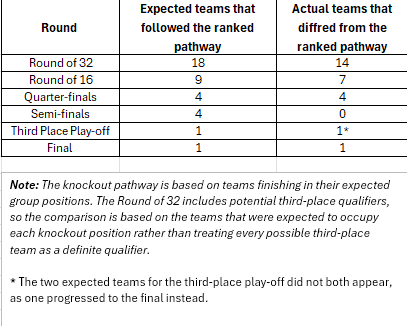 Round
Expected teams that followed the ranked pathway
Actual teams that diffred from the ranked pathway
Round of 32 18 14
Round of 16 9 7
Quarter-finals 4 4
Semi-finals 4 0
Third Place Play-off 1 1*
Final 1 1
Note: The knockout pathway is based on teams finishing in their expected
group positions. The Round of 32 includes potential third-place qualifiers,
so the comparison is based on the teams that were expected to occupy
each knockout position rather than treating every possible third-place
team as a definite qualifier.
* The two expected teams for the third-place play-off did not both appear,
as one progressed to the final instead.